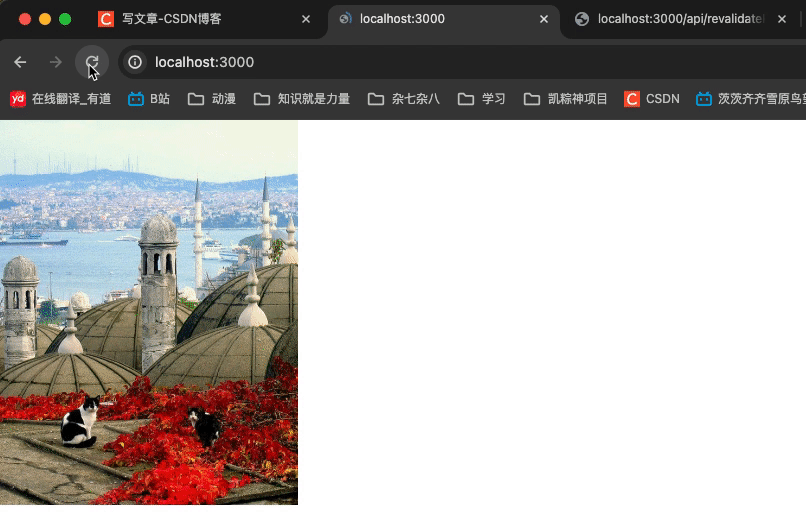 写文章-CSDN博客
localhost:3000
localhost:3000/api/revalidate
localhost:3000
yd 在线翻译_有道 B站 动漫 知识就是力量 杂七杂八 学习 凯粽神项目 C CSDN 茨茨齐齐雪原鸟